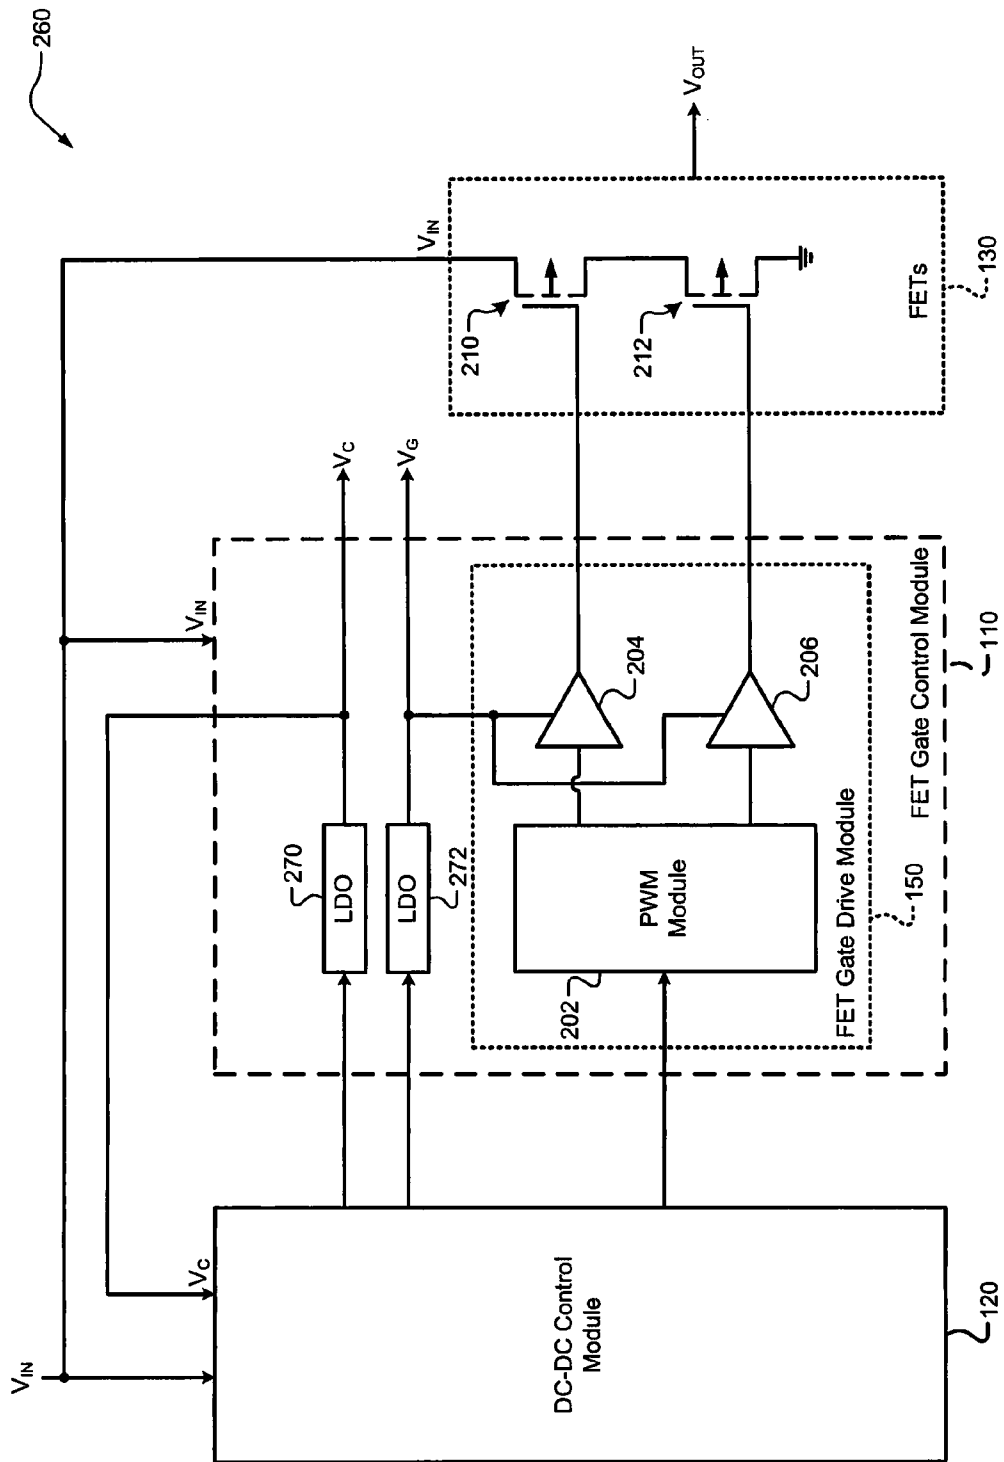 260
VIN
VC
VIN
VC
VG
VIN
VOUT
210
212
FETs
130
LDO
270
LDO
272
204
206
PWM
Module
202
FET Gate Drive Module
150
FET Gate Control Module
110
DC-DC Control
Module
120